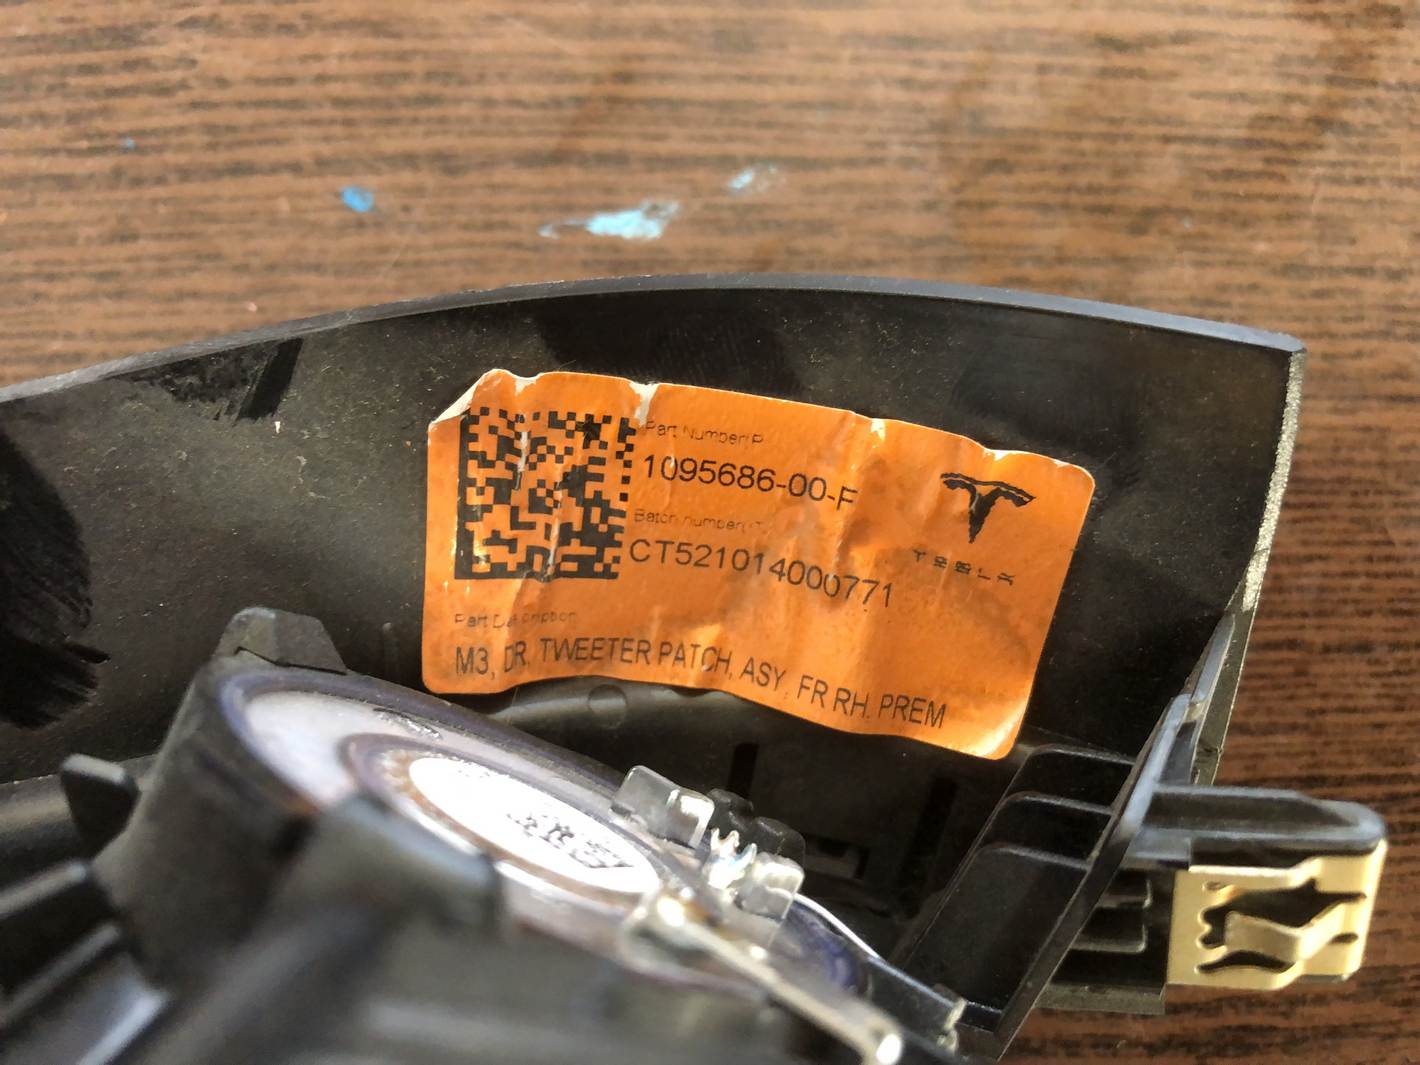 Part Number(P
1095686-00-F
Batch number(T
CT521014000771
TESLA
Part Description
M3, DR, TWEETER PATCH, ASY, FR RH, PREM